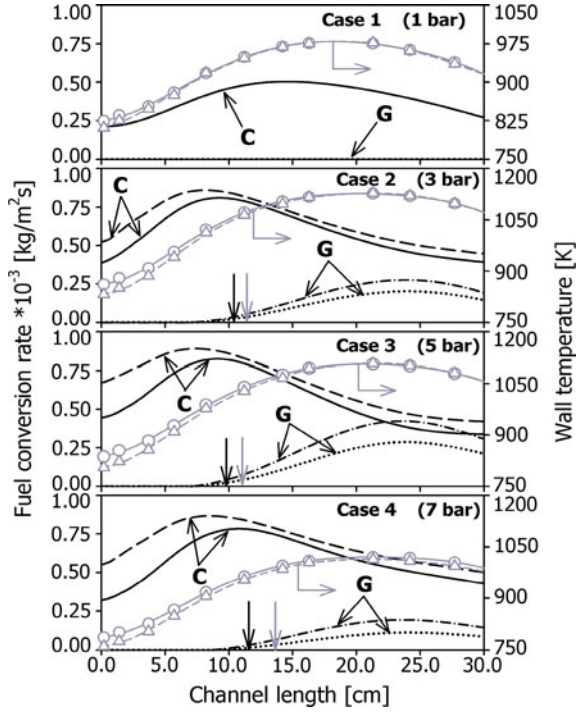 Fuel conversion rate *10⁻³ [kg/m²s]
Wall temperature [K]
1.00
0.75
0.50
0.25
0.00
Case 1 (1 bar)
C
G
1050
975
900
825
750
1.00
0.75
0.50
0.25
0.00
C
Case 2 (3 bar)
G
1200
1050
900
750
1.00
0.75
0.50
0.25
0.00
Case 3 (5 bar)
C
G
1200
1050
900
750
1.00
0.75
0.50
0.25
0.00
Case 4 (7 bar)
C
G
1200
1050
900
750
0.0 5.0 10.0 15.0 20.0 25.0 30.0
Channel length [cm]